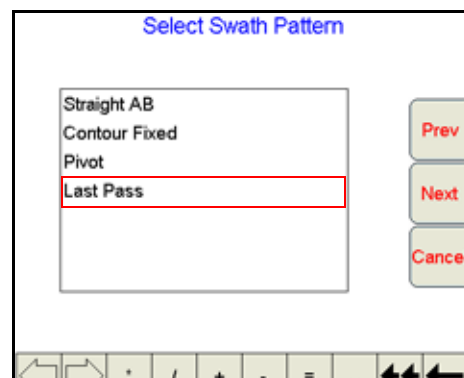 Select Swath Pattern
Straight AB
Contour Fixed
Pivot
Last Pass
Prev
Next
Cance
* / + - =